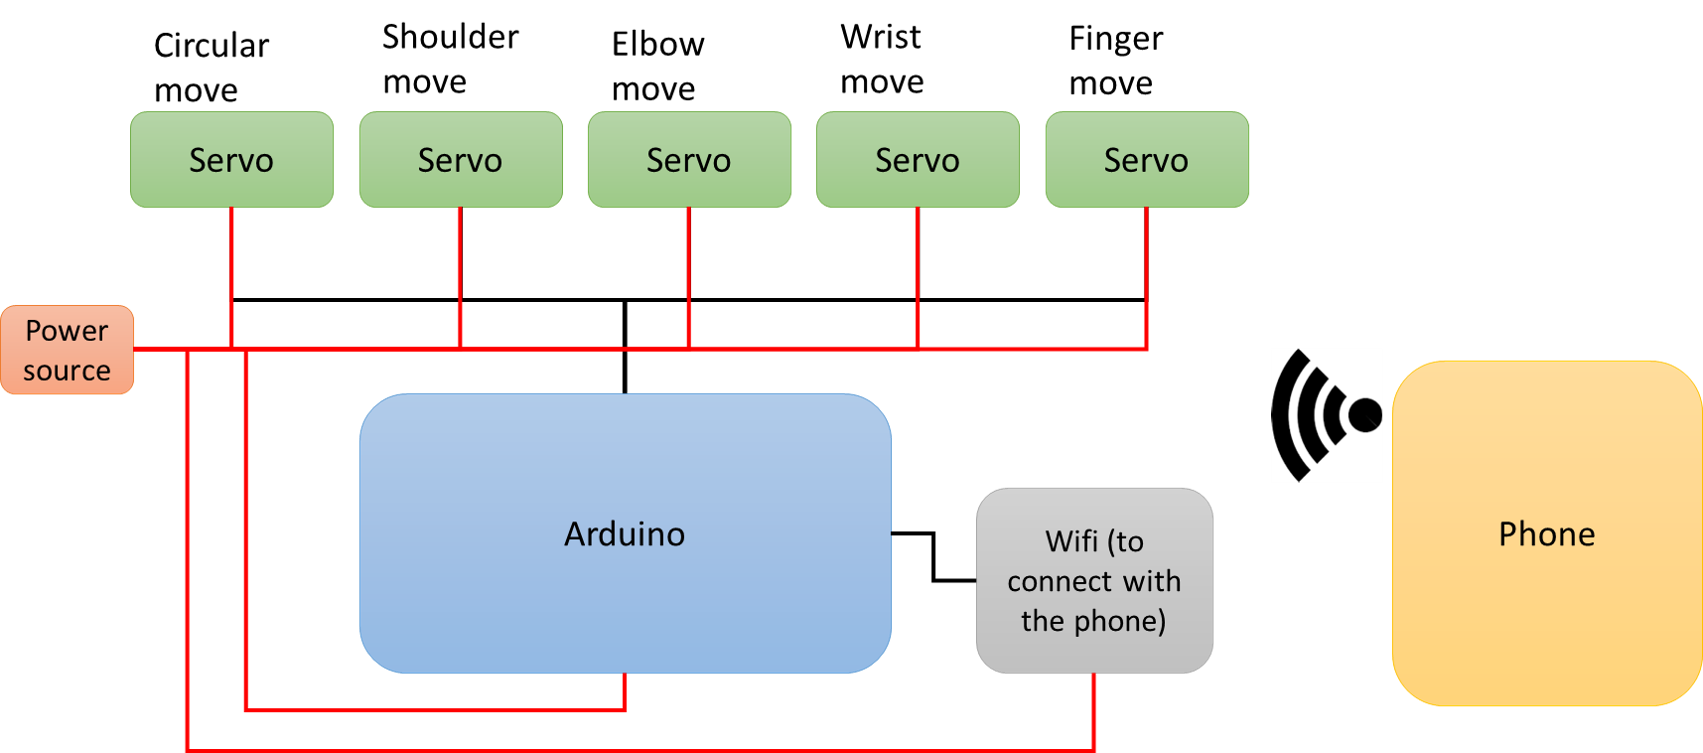 Circular
move
Shoulder
move
Elbow
move
Wrist
move
Finger
move
Servo
Servo
Servo
Servo
Servo
Power
source
Arduino
Wifi (to
connect with
the phone)
Phone